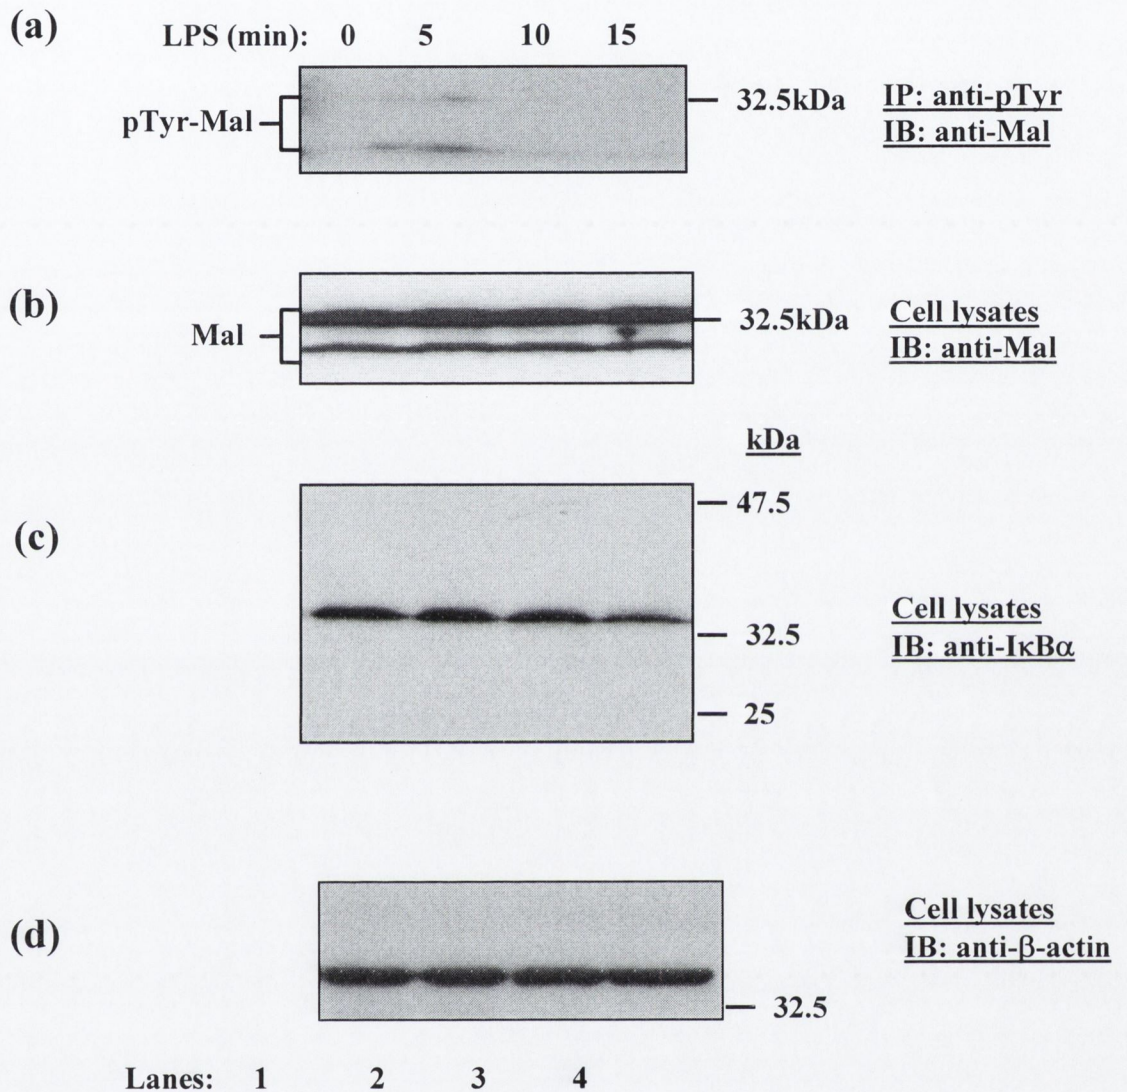 (a)
LPS (min): 0 5 10 15
pTyr-Mal
32.5kDa
IP: anti-pTyr
IB: anti-Mal
(b)
Mal
32.5kDa
Cell lysates
IB: anti-Mal
kDa
(c)
47.5
32.5
25
Cell lysates
IB: anti-IκBα
(d)
32.5
Cell lysates
IB: anti-β-actin
Lanes: 1 2 3 4